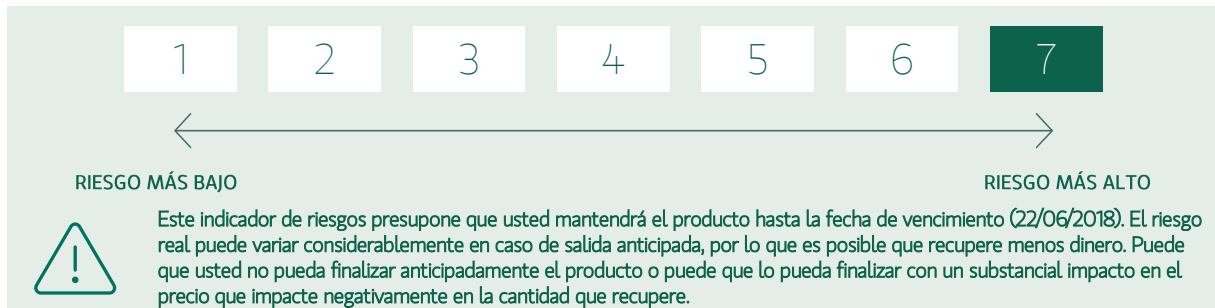 1 2 3 4 5 6 7
RIESGO MÁS BAJO RIESGO MÁS ALTO
Este indicador de riesgos presupone que usted mantendrá el producto hasta la fecha de vencimiento (22/06/2018). El riesgo
real puede variar considerablemente en caso de salida anticipada, por lo que es posible que recupere menos dinero. Puede
que usted no pueda finalizar anticipadamente el producto o puede que lo pueda finalizar con un substancial impacto en el
precio que impacte negativamente en la cantidad que recupere.